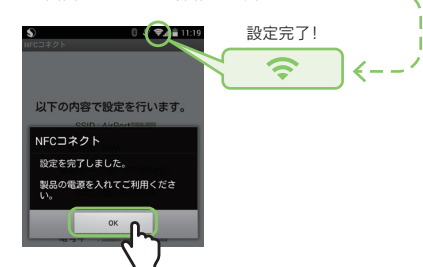 設定完了!
11:19
NFCコネクト
以下の内容で設定を行います。
SSID : AirPort
NFCコネクト
設定を完了しました。
製品の電源を入れてご利用くださ
い。
OK